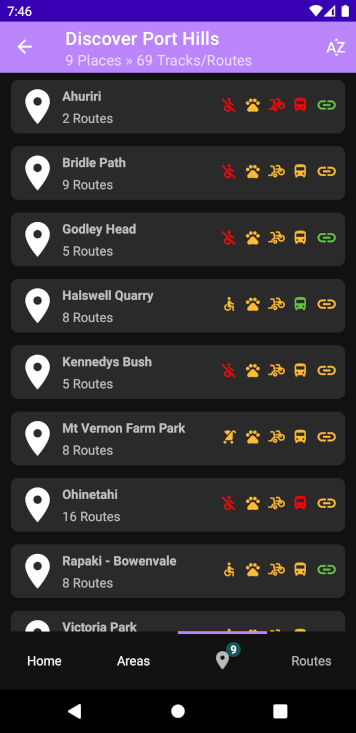 7:46
Discover Port Hills
9 Places » 69 Tracks/Routes
AZ
Ahuriri
2 Routes
Bridle Path
9 Routes
Godley Head
5 Routes
Halswell Quarry
8 Routes
Kennedys Bush
5 Routes
Mt Vernon Farm Park
8 Routes
Ohinetahi
16 Routes
Rapaki - Bowenvale
8 Routes
Victoria Park
9
Home
Areas
Routes